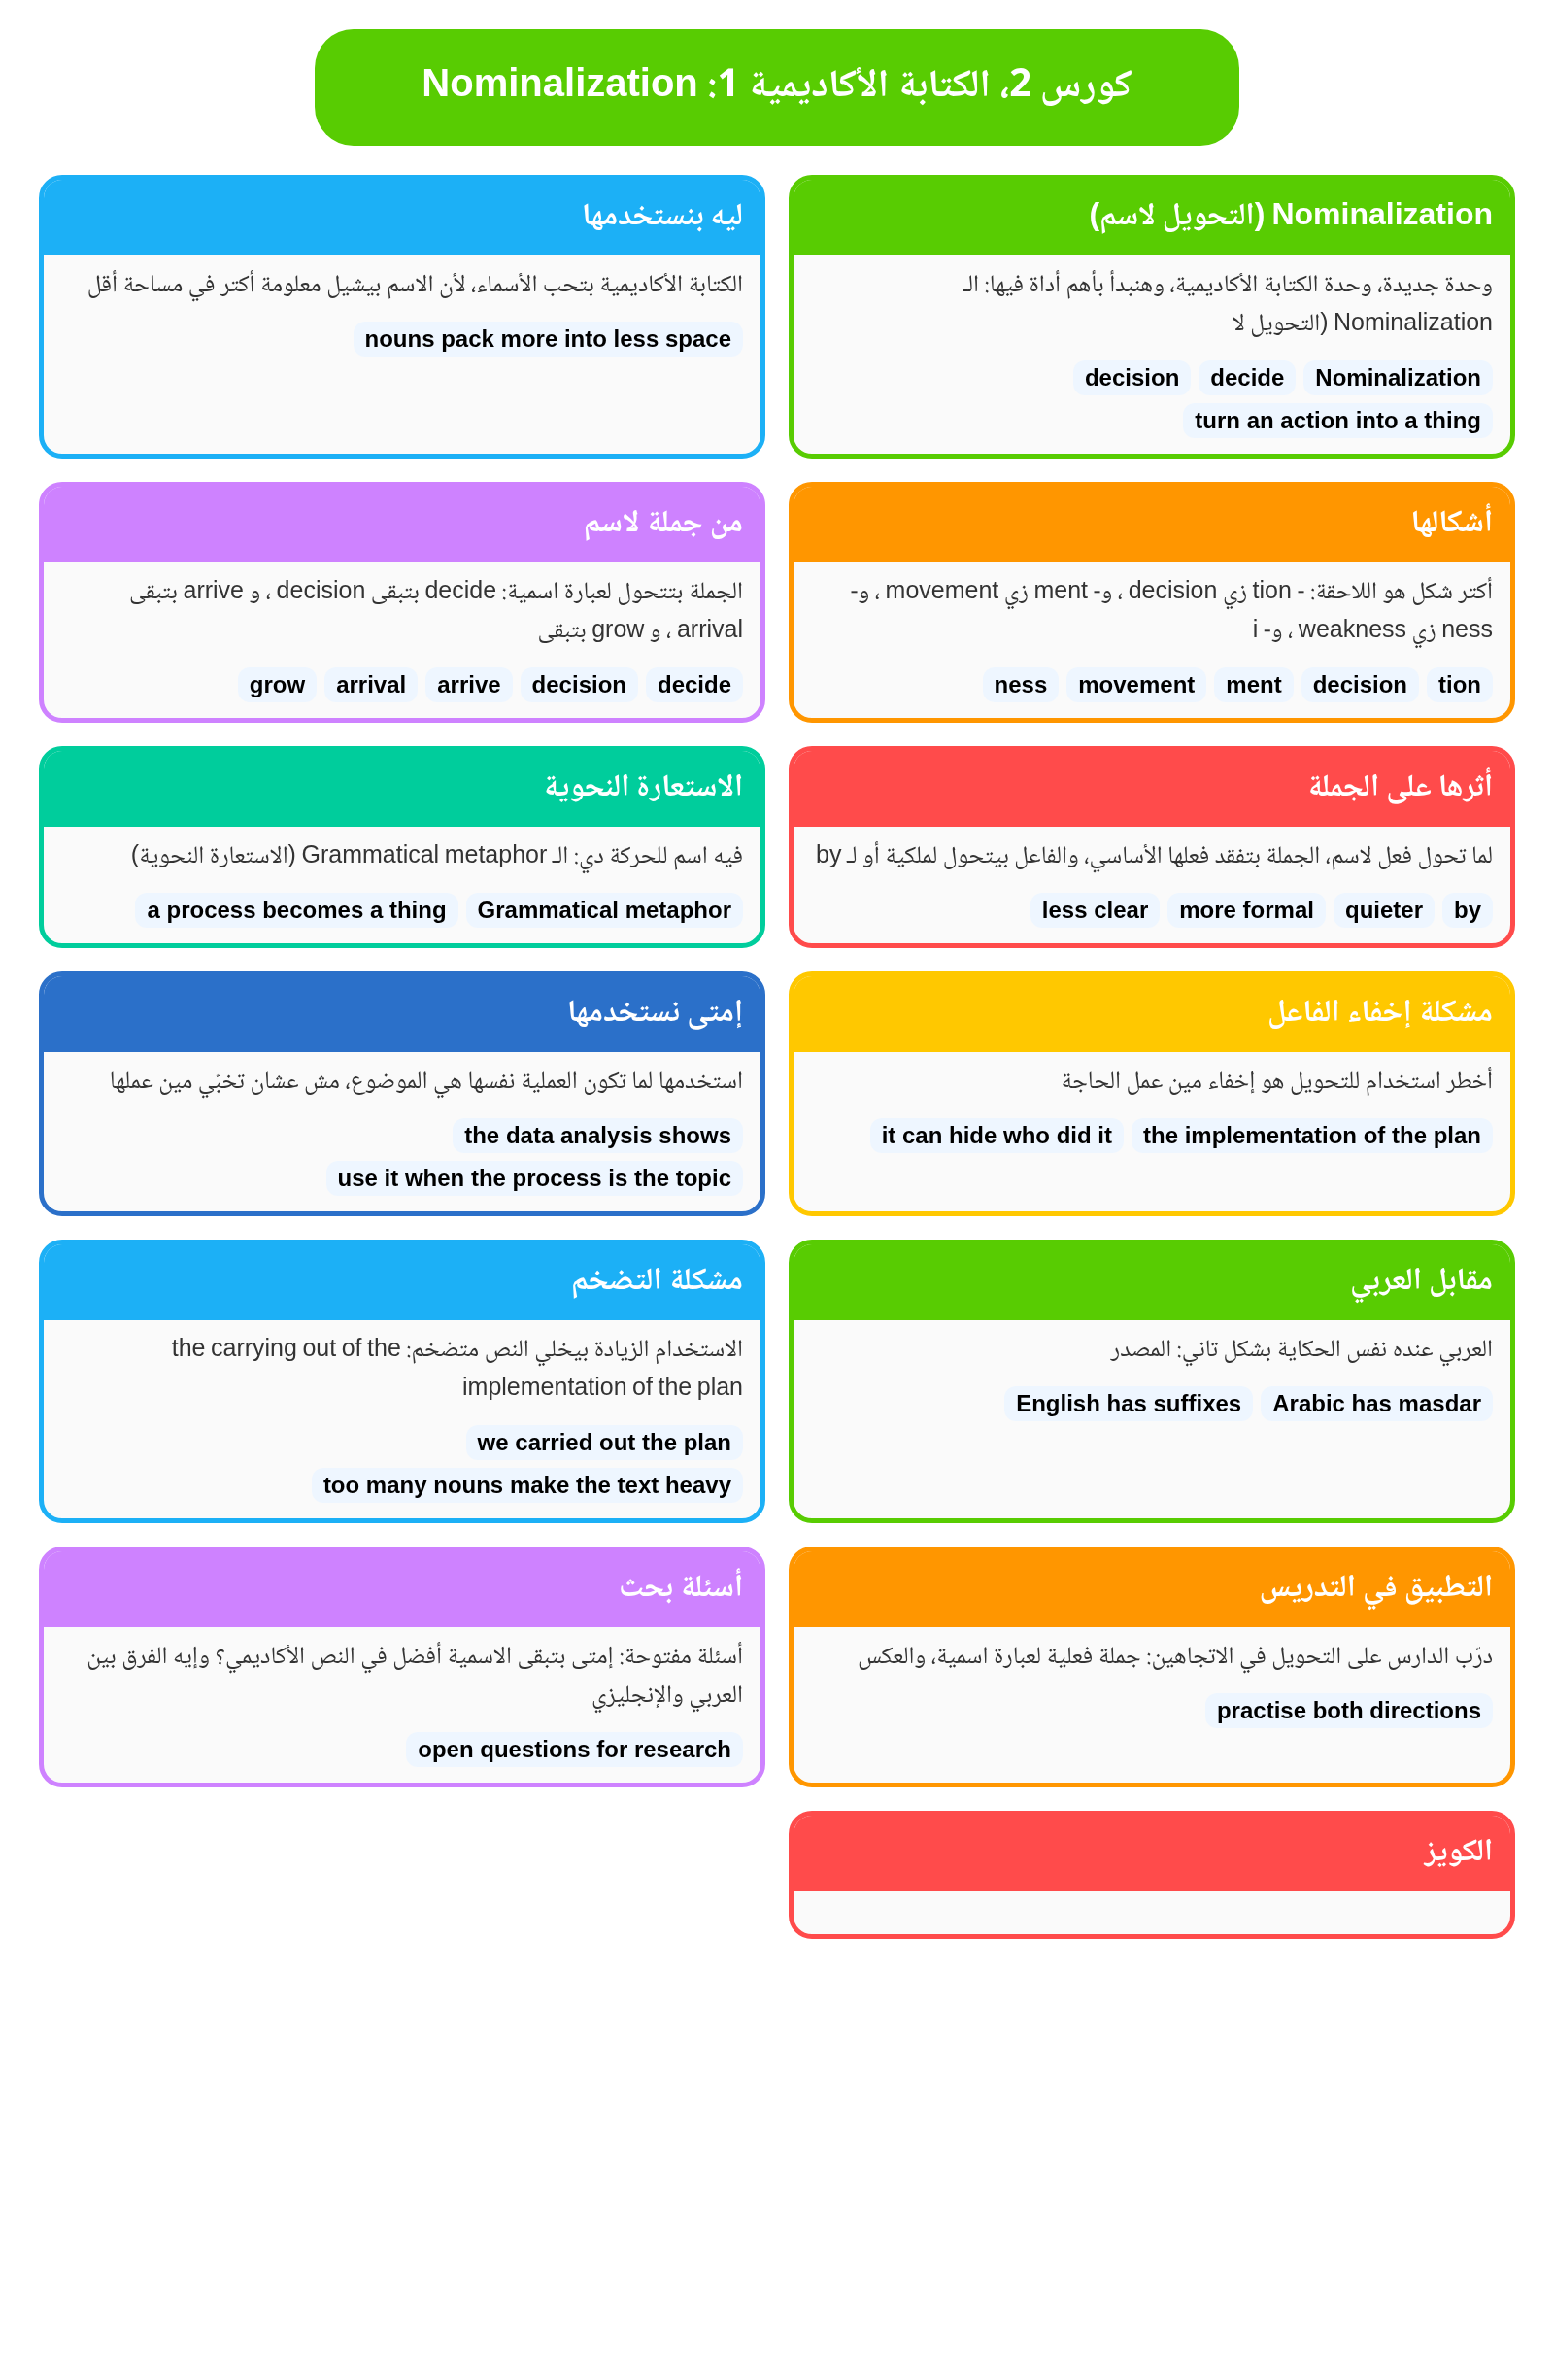 كورس 2، الكتابة الأكاديمية 1: Nominalization
Nominalization (التحويل لاسم)
وحدة جديدة، وحدة الكتابة الأكاديمية، وهنبدأ بأهم أداة فيها: الـ
Nominalization (التحويل لا
Nominalization decide decision
turn an action into a thing
ليه بنستخدمها
الكتابة الأكاديمية بتحب الأسماء، لأن الاسم بيشيل معلومة أكتر في مساحة أقل
nouns pack more into less space
أشكالها
أكتر شكل هو اللاحقة: - tion زي decision ، و- ment زي movement ، و-
ness زي weakness ، و- i
tion decision ment movement ness
من جملة لاسم
الجملة بتتحول لعبارة اسمية: decide بتبقى decision ، و arrive بتبقى
arrival ، و grow بتبقى
decide decision arrive arrival grow
أثرها على الجملة
لما تحول فعل لاسم، الجملة بتفقد فعلها الأساسي، والفاعل بيتحول لملكية أو لـ by
by quieter more formal less clear
الاستعارة النحوية
فيه اسم للحركة دي: الـ Grammatical metaphor (الاستعارة النحوية)
Grammatical metaphor a process becomes a thing
مشكلة إخفاء الفاعل
أخطر استخدام للتحويل هو إخفاء مين عمل الحاجة
the implementation of the plan it can hide who did it
إمتى نستخدمها
استخدمها لما تكون العملية نفسها هي الموضوع، مش عشان تخبّي مين عملها
the data analysis shows
use it when the process is the topic
مقابل العربي
العربي عنده نفس الحكاية بشكل تاني: المصدر
Arabic has masdar English has suffixes
مشكلة التضخم
الاستخدام الزيادة بيخلي النص متضخم: the carrying out of the
implementation of the plan
we carried out the plan
too many nouns make the text heavy
التطبيق في التدريس
درّب الدارس على التحويل في الاتجاهين: جملة فعلية لعبارة اسمية، والعكس
practise both directions
أسئلة بحث
أسئلة مفتوحة: إمتى بتبقى الاسمية أفضل في النص الأكاديمي؟ وإيه الفرق بين
العربي والإنجليزي
open questions for research
الكويز